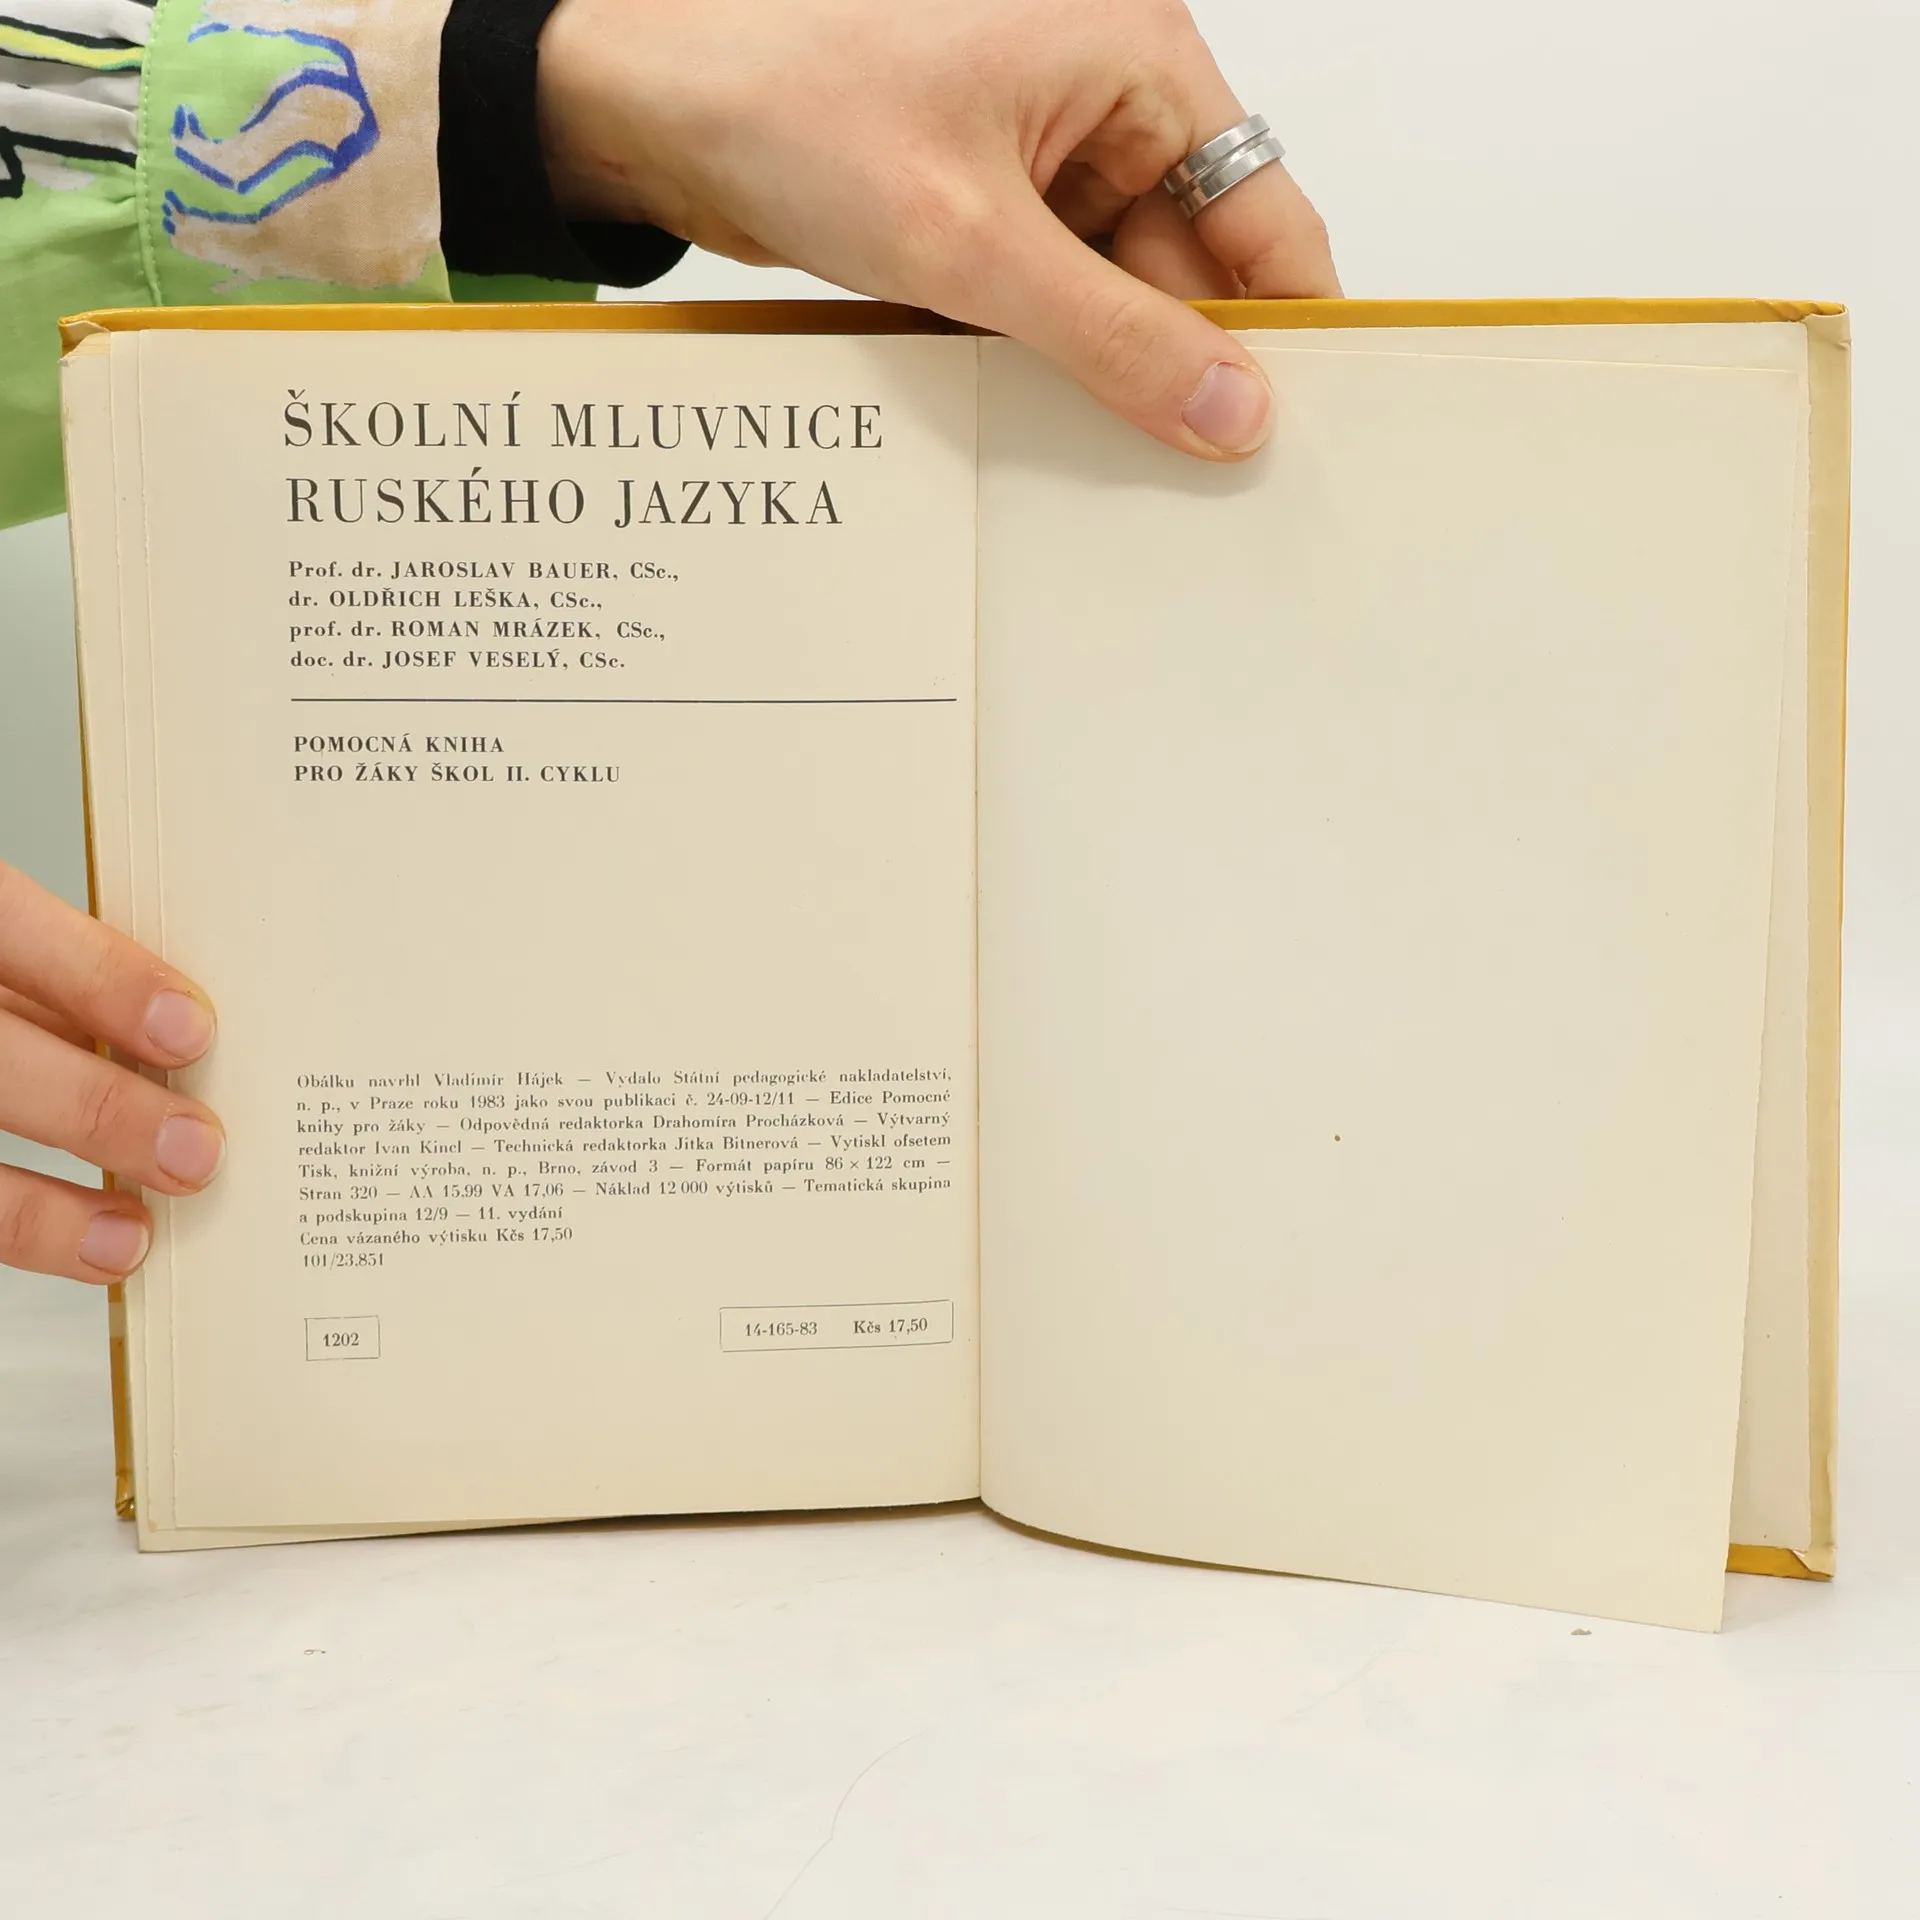 ŠKOLNÍ MLUVNICE
RUSKÉHO JAZYKA
Prof. dr. JAROSLAV BAUER, CSc.,
dr. OLDŘICH LEŠKA, CSc.,
prof. dr. ROMAN MRÁZEK, CSc.,
doc. dr. JOSEF VESELÝ, CSc.
POMOCNÁ KNIHA
PRO ŽÁKY ŠKOL II. CYKLU
Obálku navrhl Vladimír Hájek — Vydalo Státní pedagogické nakladatelství,
n. p., v Praze roku 1983 jako svou publikaci č. 24-09-12/11 — Edice Pomocné
knihy pro žáky — Odpovědná redaktorka Drahomíra Procházková — Výtvarný
redaktor Ivan Kincl — Technická redaktorka Jitka Bitnerová — Vytiskl ofsetem
Tisk, knižní výroba, n. p., Brno, závod 3 — Formát papíru 86 × 122 cm —
Stran 320 — AA 15,99 VA 17,06 — Náklad 12 000 výtisků — Tematická skupina
a podskupina 12/9 — 11. vydání
Cena vázaného výtisku Kčs 17,50
101/23.851
1202
14-165-83 Kčs 17,50